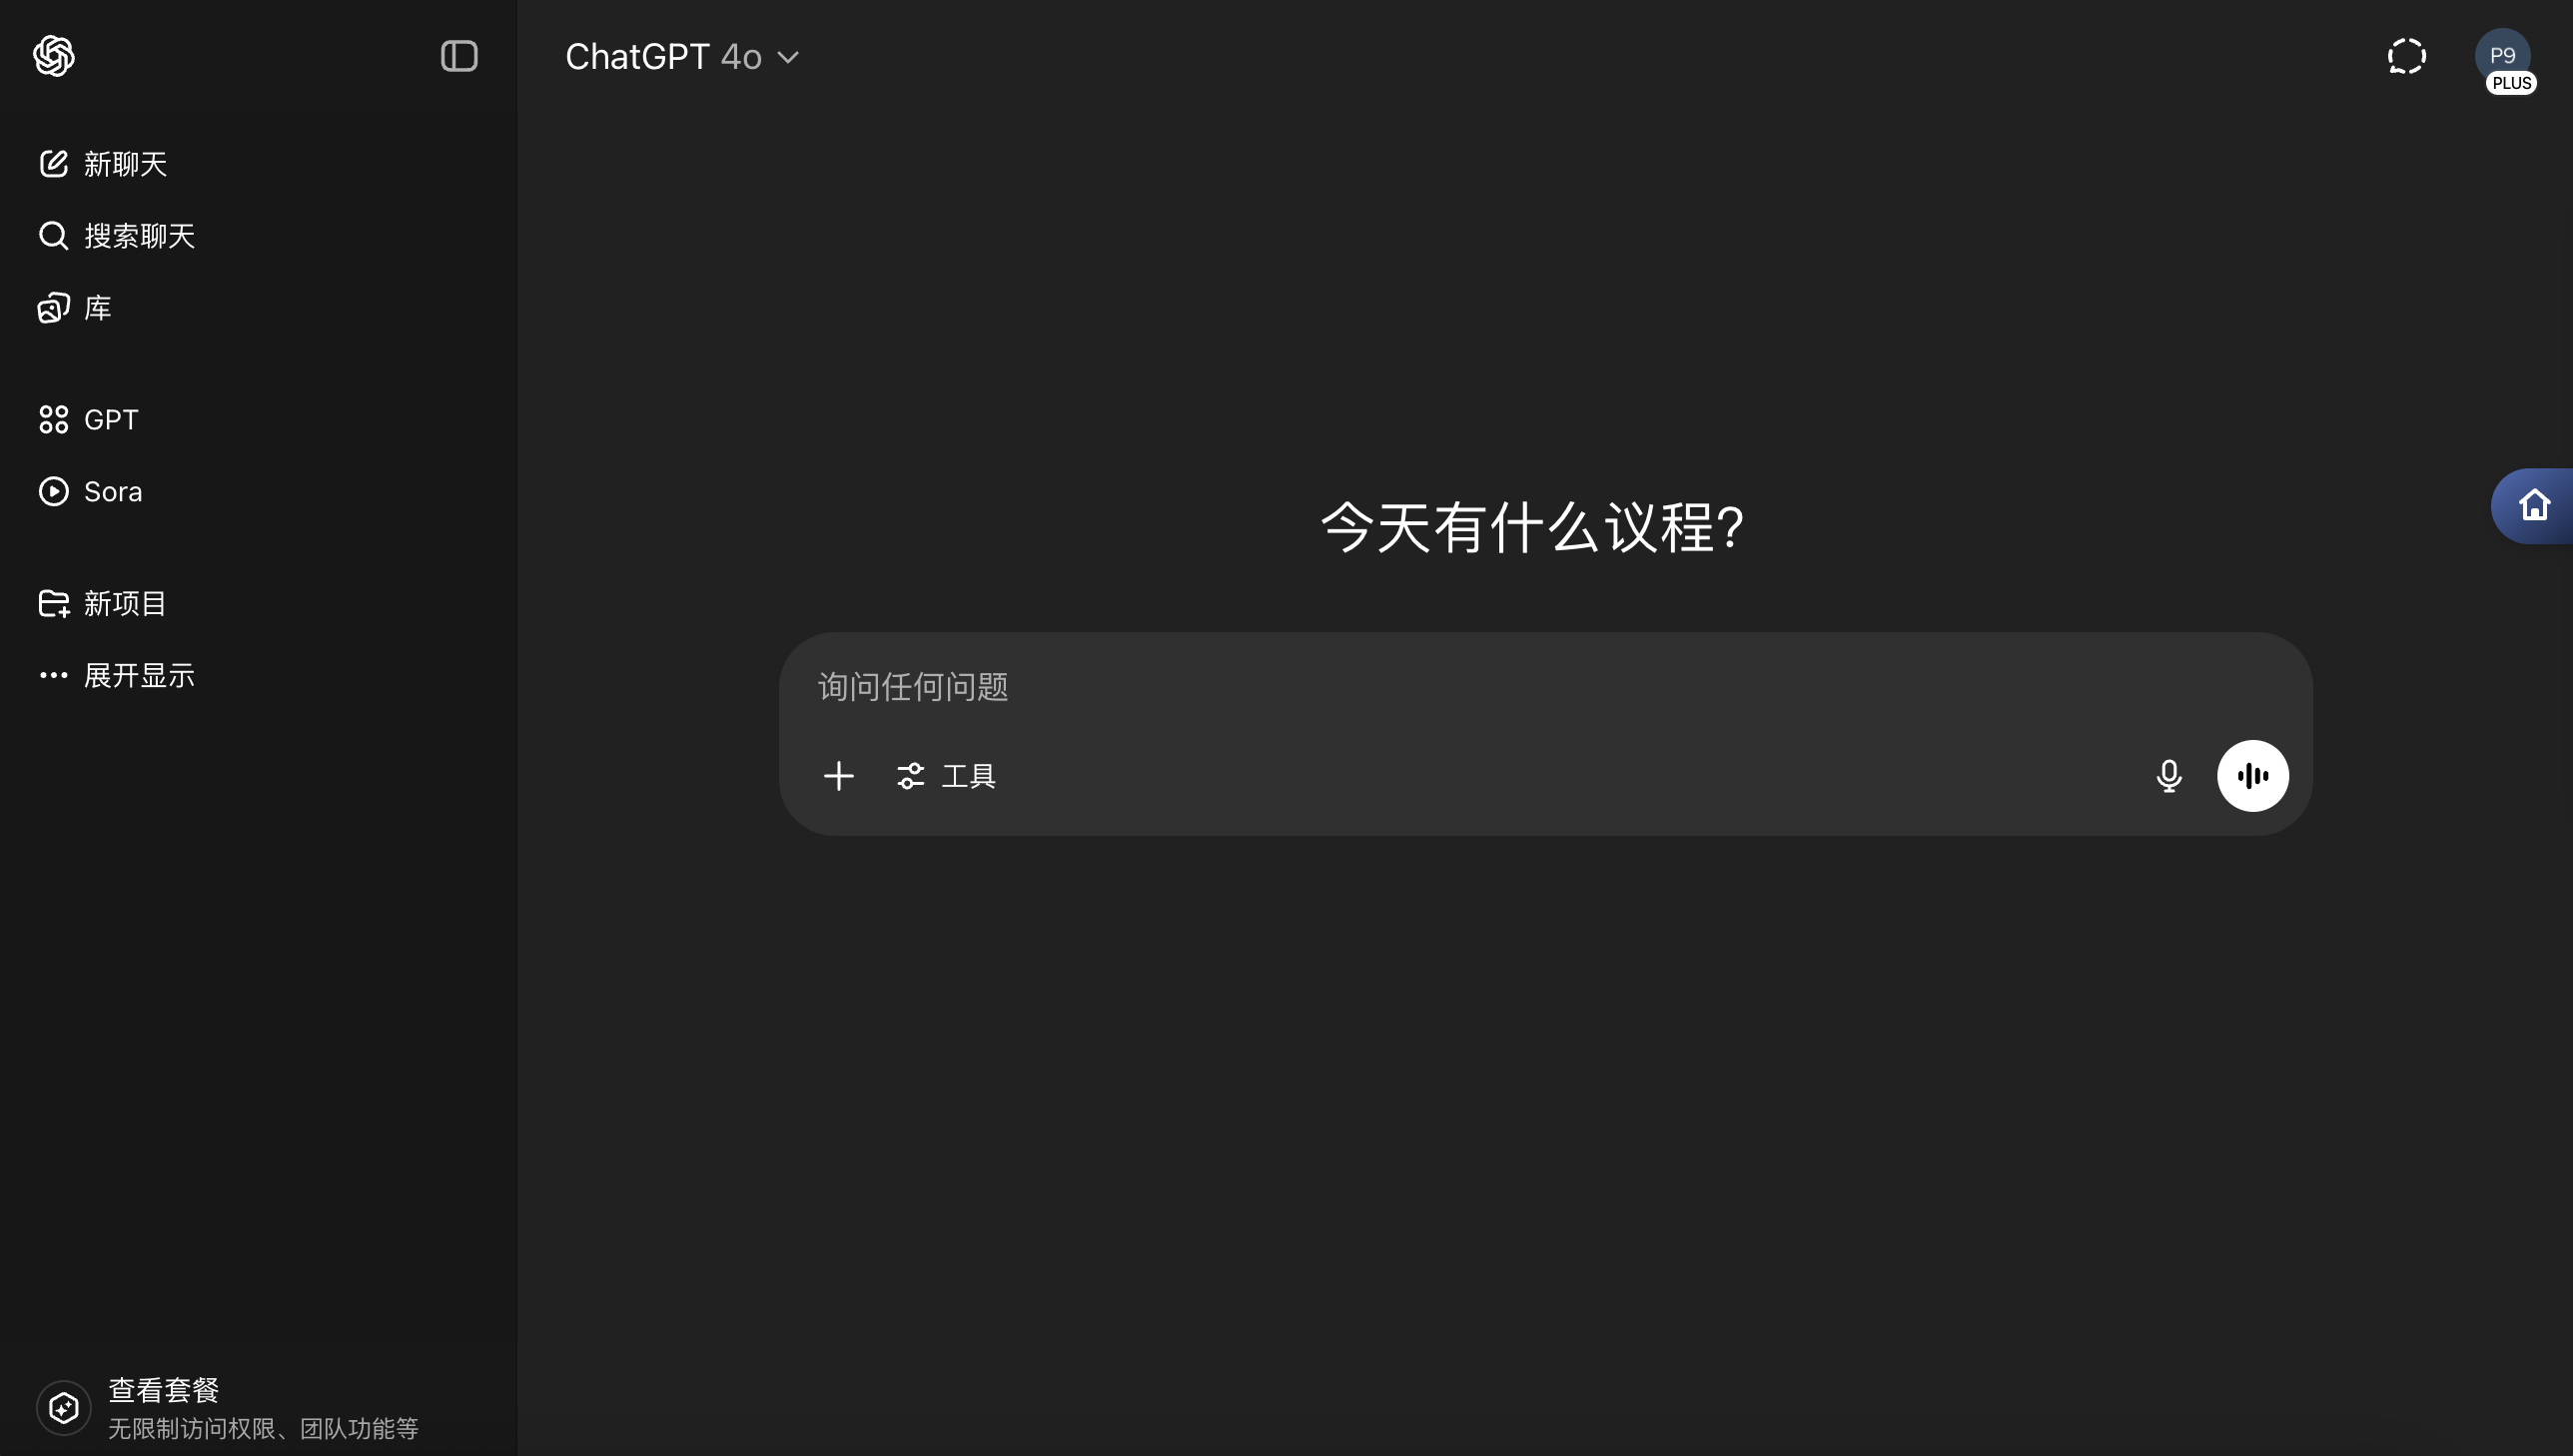 ChatGPT 4o
P9
PLUS
新聊天
搜索聊天
库
GPT
Sora
新项目
展开显示
今天有什么议程?
询问任何问题
工具
查看套餐
无限制访问权限、团队功能等